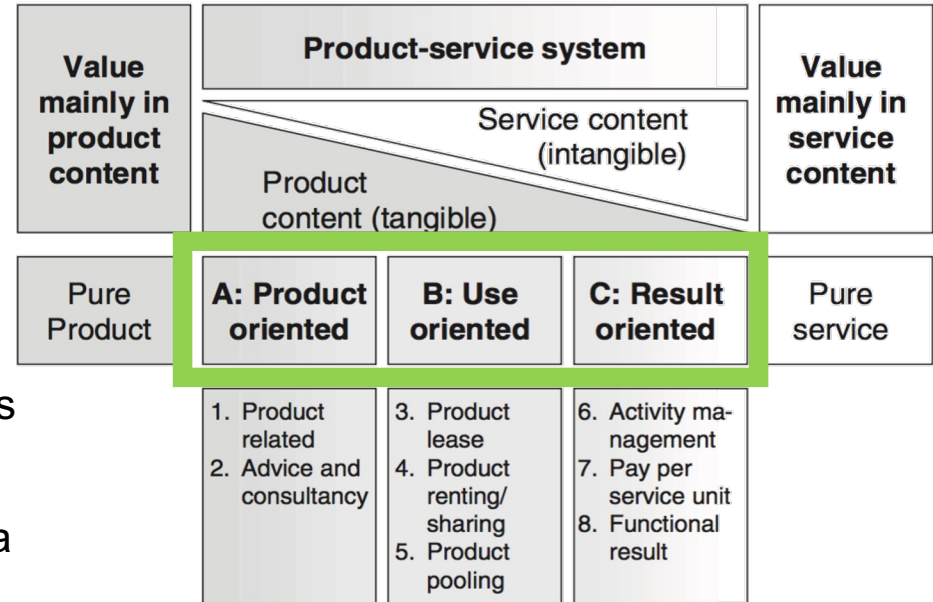 Value
mainly in
product
content
Product-service system
Service content
(intangible)
Product
content (tangible)
Value
mainly in
service
content
Pure
Product
A: Product
oriented
B: Use
oriented
C: Result
oriented
Pure
service
1. Product
related
2. Advice and
consultancy
3. Product
lease
4. Product
renting/
sharing
5. Product
pooling
6. Activity ma-
nagement
7. Pay per
service unit
8. Functional
result
s
a